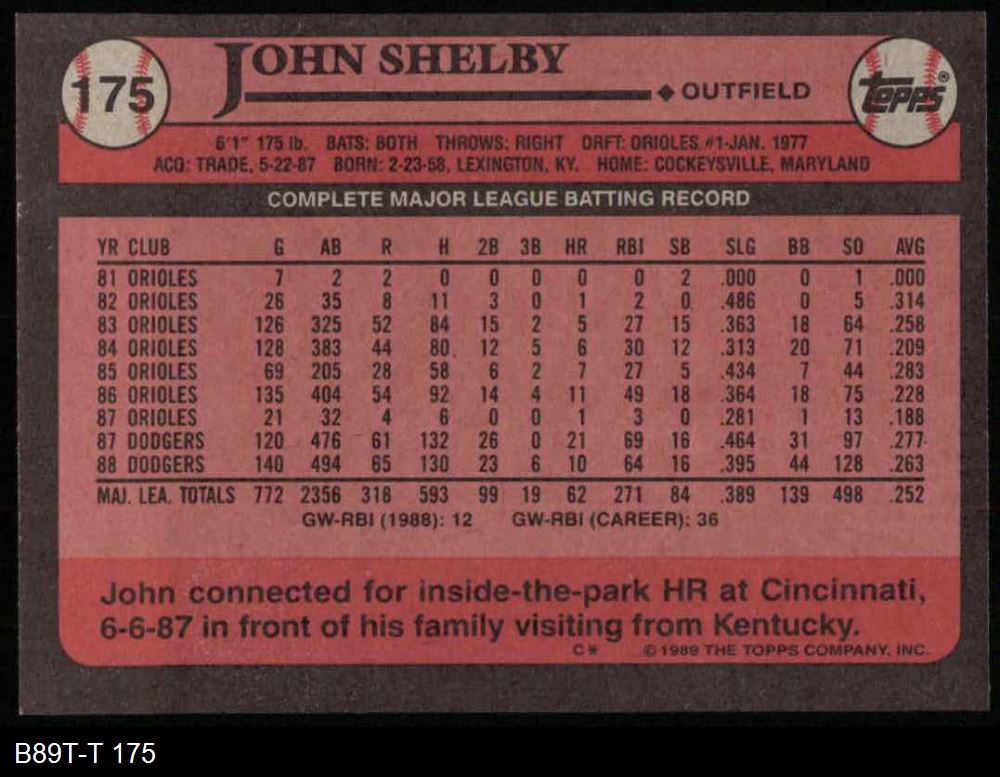 175
JOHN SHELBY
◆ OUTFIELD
TOPPS®
6'1" 175 lb. BATS: BOTH THROWS: RIGHT DRFT: ORIOLES #1-JAN. 1977
ACQ: TRADE, 5-22-87 BORN: 2-23-58, LEXINGTON, KY. HOME: COCKEYSVILLE, MARYLAND
COMPLETE MAJOR LEAGUE BATTING RECORD
YR CLUB G AB R H 2B 3B HR RBI SB SLG BB SO AVG
81 ORIOLES 7 2 2 0 0 0 0 0 2 .000 0 1 .000
82 ORIOLES 26 35 8 11 3 0 1 2 0 .486 0 5 .314
83 ORIOLES 126 325 52 84 15 2 5 27 15 .363 18 64 .258
84 ORIOLES 128 383 44 80 12 5 6 30 12 .313 20 71 .209
85 ORIOLES 69 205 28 58 6 2 7 27 5 .434 7 44 .283
86 ORIOLES 135 404 54 92 14 4 11 49 18 .364 18 75 .228
87 ORIOLES 21 32 4 6 0 0 1 3 0 .281 1 13 .188
87 DODGERS 120 476 61 132 26 0 21 69 16 .464 31 97 .277
88 DODGERS 140 494 65 130 23 6 10 64 16 .395 44 128 .263
MAJ. LEA. TOTALS 772 2356 318 593 99 19 62 271 84 .389 139 498 .252
GW-RBI (1988): 12 GW-RBI (CAREER): 36
John connected for inside-the-park HR at Cincinnati,
6-6-87 in front of his family visiting from Kentucky.
C* © 1989 THE TOPPS COMPANY, INC.
B89T-T 175